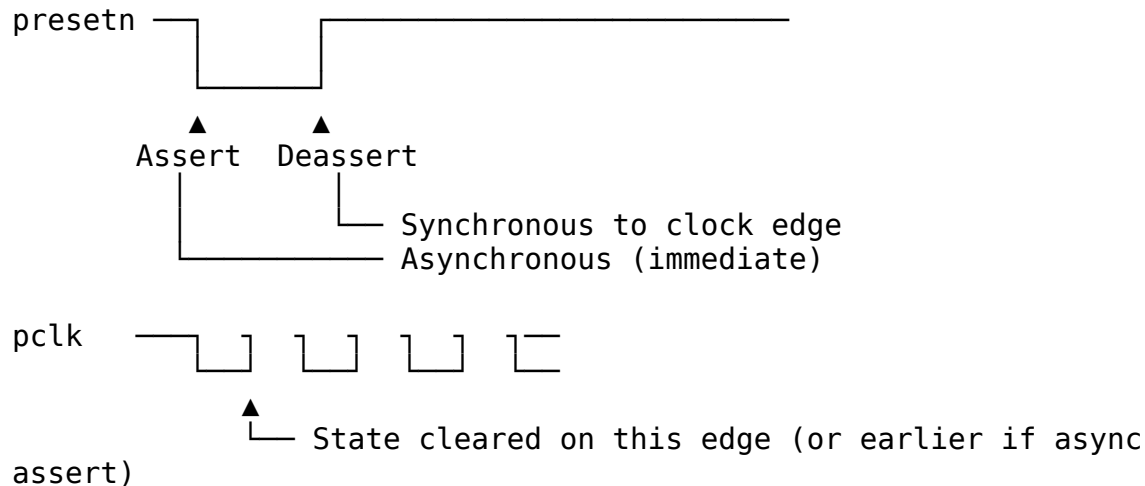 presetn
Assert Deassert
Synchronous to clock edge
Asynchronous (immediate)
pclk
State cleared on this edge (or earlier if async
assert)